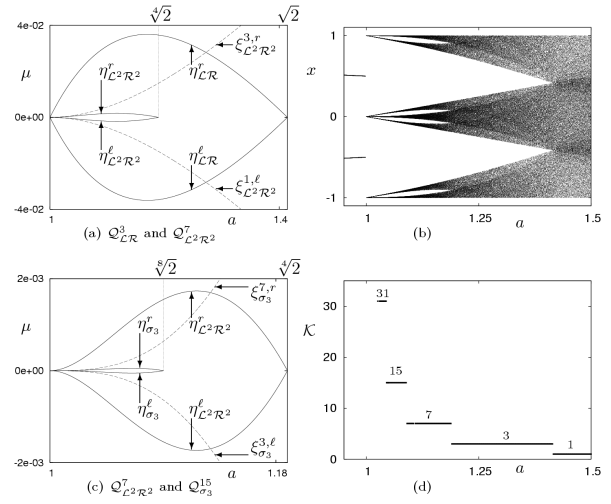 ∜2 √2
4e-02
μ
0e+00
-4e-02
ξ^{3,r}_{𝓛²𝓡²}
η^r_{𝓛²𝓡²}
η^r_{𝓛𝓡}
η^ℓ_{𝓛²𝓡²}
η^ℓ_{𝓛𝓡}
ξ^{1,ℓ}_{𝓛²𝓡²}
1 a 1.4
(a) 𝒬³_{𝓛𝓡} and 𝒬⁷_{𝓛²𝓡²}
1
x
0
-1
1 1.25 a 1.5
(b)
⁸√2 ∜2
2e-03
μ
0e+00
-2e-03
ξ^{7,r}_{σ₃}
η^r_{σ₃}
η^r_{𝓛²𝓡²}
η^ℓ_{σ₃}
η^ℓ_{𝓛²𝓡²}
ξ^{3,ℓ}_{σ₃}
1 a 1.18
(c) 𝒬⁷_{𝓛²𝓡²} and 𝒬^{15}_{σ₃}
𝒦
30
20
10
0
31
15
7
3
1
1 1.25 a 1.5
(d)